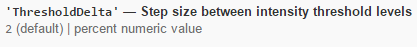 'ThresholdDelta' — Step size between intensity threshold levels
2 (default) | percent numeric value